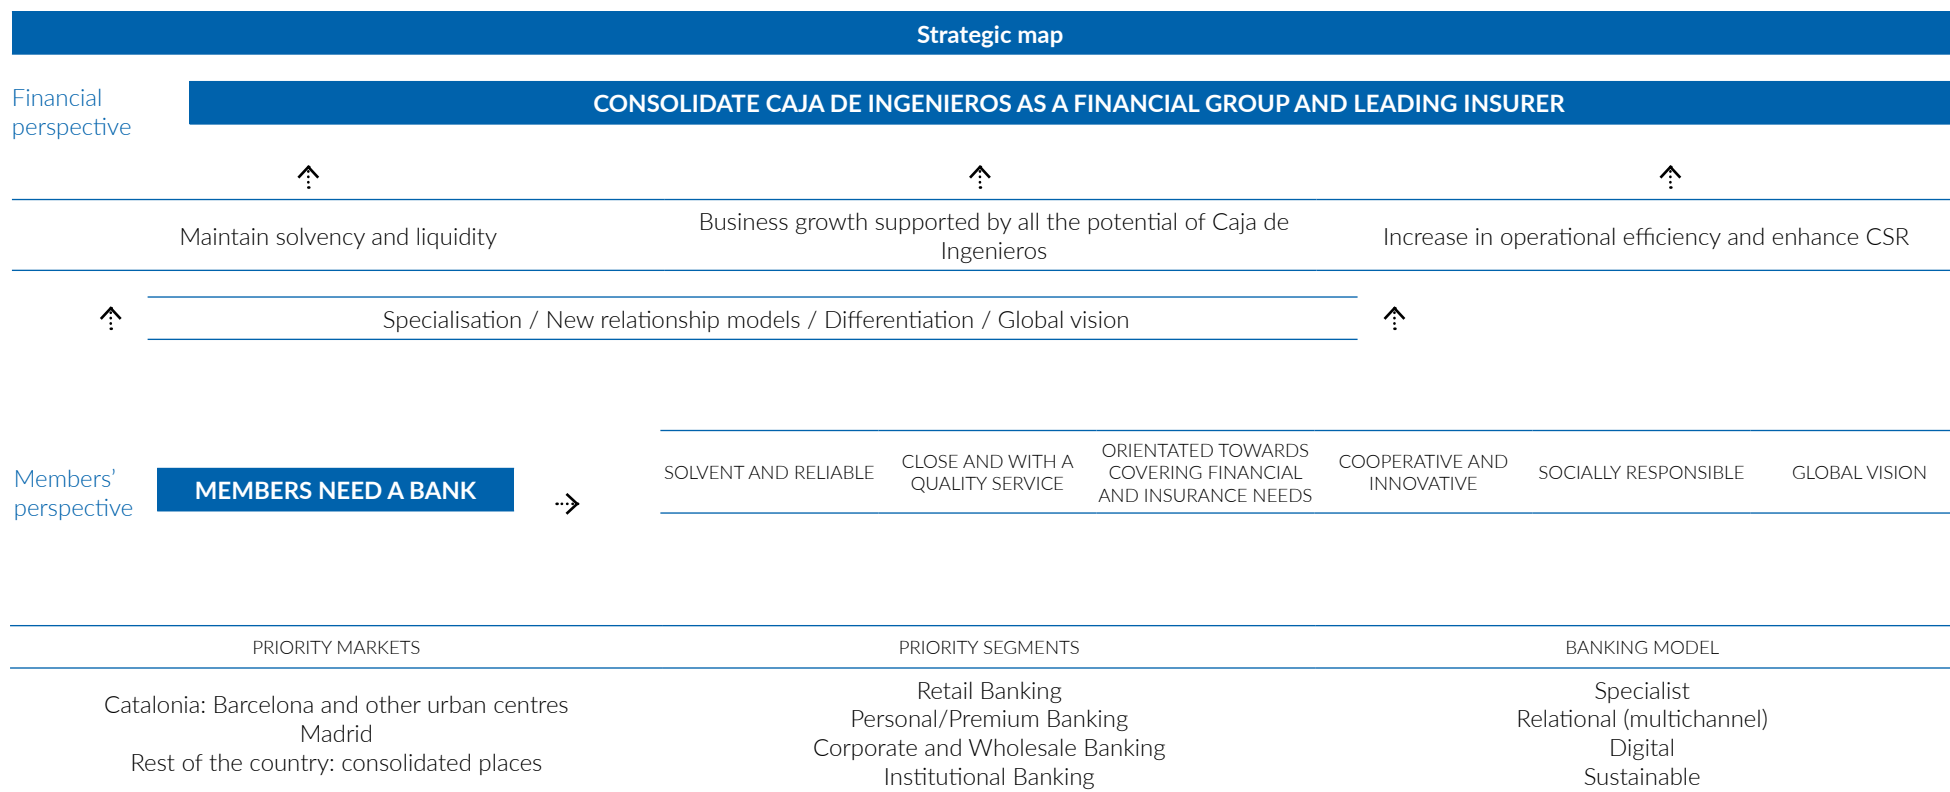 Strategic map
Financial
perspective
CONSOLIDATE CAJA DE INGENIEROS AS A FINANCIAL GROUP AND LEADING INSURER
Maintain solvency and liquidity
Business growth supported by all the potential of Caja de
Ingenieros
Increase in operational efficiency and enhance CSR
Specialisation / New relationship models / Differentiation / Global vision
Members’
perspective
MEMBERS NEED A BANK
SOLVENT AND RELIABLE
CLOSE AND WITH A
QUALITY SERVICE
ORIENTATED TOWARDS
COVERING FINANCIAL
AND INSURANCE NEEDS
COOPERATIVE AND
INNOVATIVE
SOCIALLY RESPONSIBLE
GLOBAL VISION
PRIORITY MARKETS
Catalonia: Barcelona and other urban centres
Madrid
Rest of the country: consolidated places
PRIORITY SEGMENTS
Retail Banking
Personal/Premium Banking
Corporate and Wholesale Banking
Institutional Banking
BANKING MODEL
Specialist
Relational (multichannel)
Digital
Sustainable